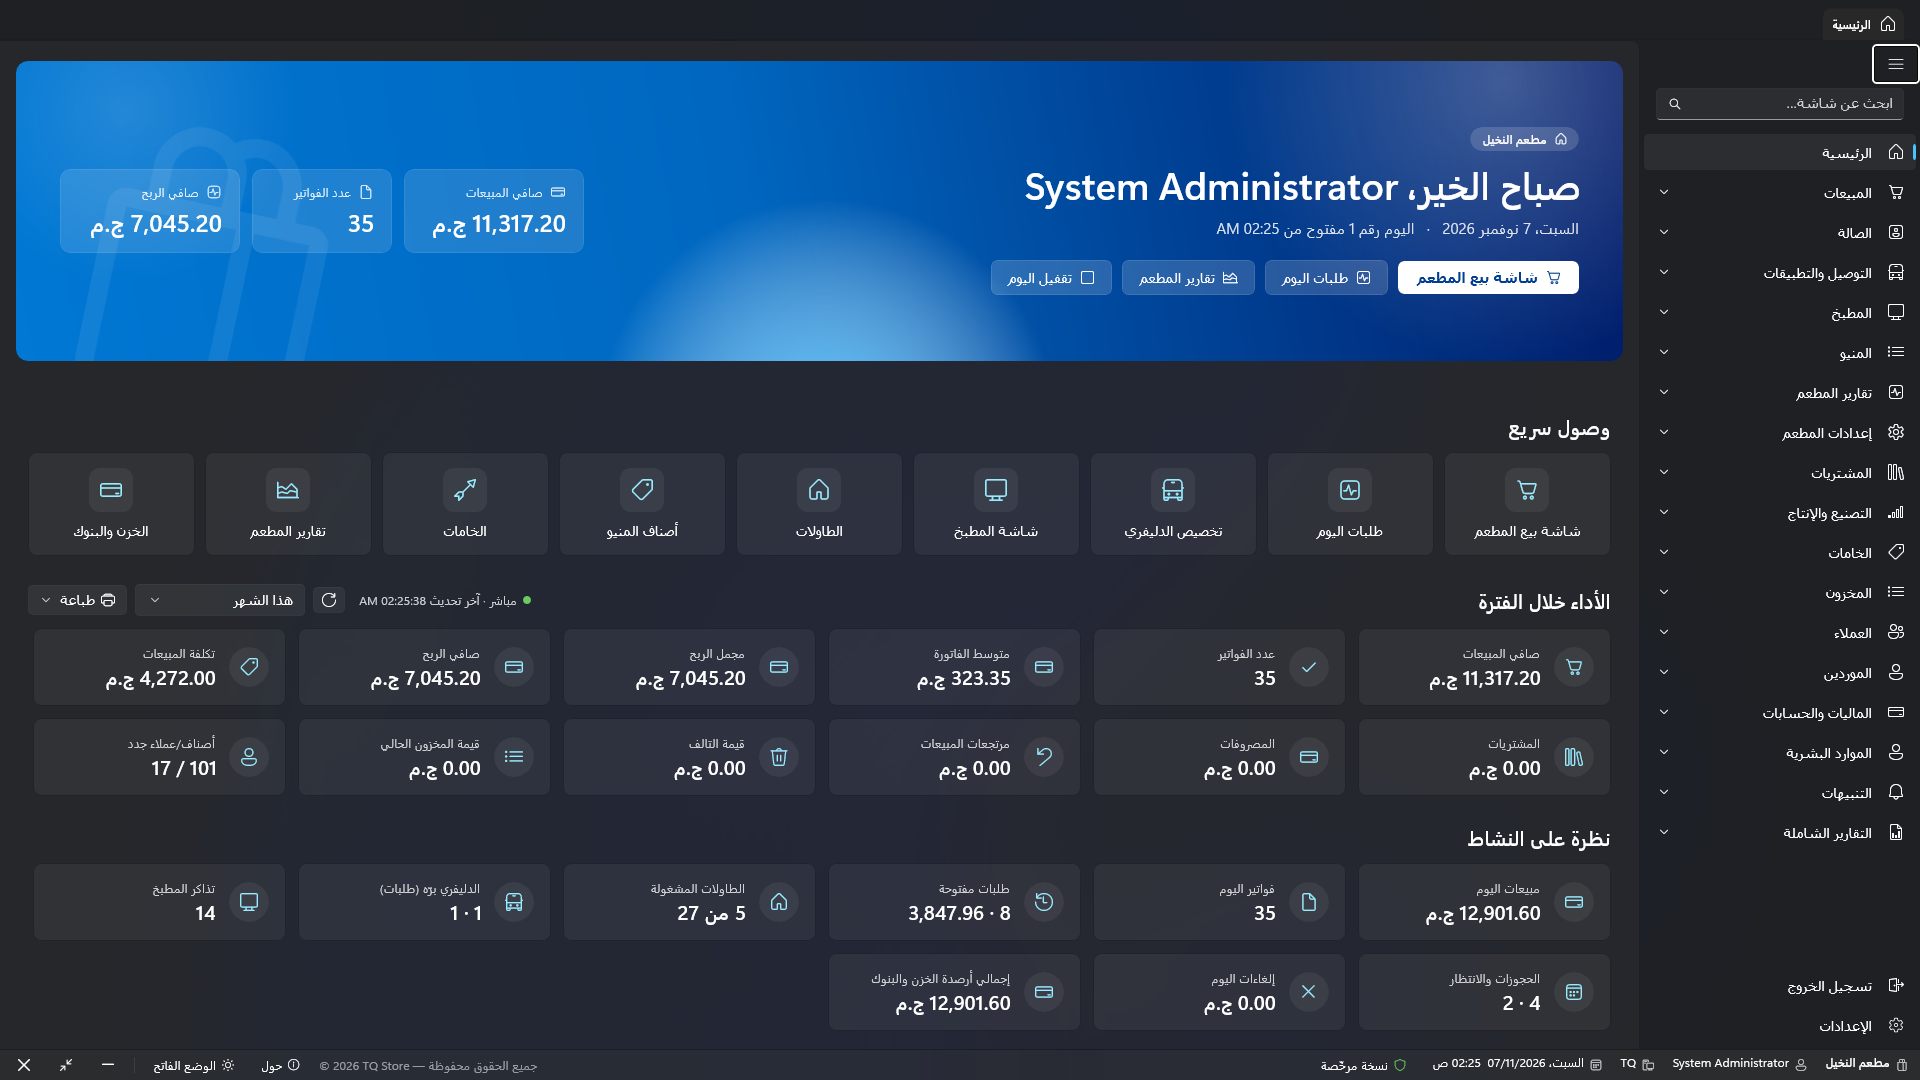 الرئيسية
ابحث عن شاشة...
الرئيسية
المبيعات
الصالة
التوصيل والتطبيقات
المطبخ
المنيو
تقارير المطعم
إعدادات المطعم
المشتريات
التصنيع والإنتاج
الخامات
المخزون
العملاء
الموردين
الماليات والحسابات
الموارد البشرية
التنبيهات
التقارير الشاملة
تسجيل الخروج
الإعدادات
مطعم النخيل
صباح الخير، System Administrator
السبت، 7 نوفمبر 2026 · اليوم رقم 1 مفتوح من 02:25 AM
شاشة بيع المطعم
طلبات اليوم
تقارير المطعم
تقفيل اليوم
صافي المبيعات
11,317.20 ج.م
عدد الفواتير
35
صافي الربح
7,045.20 ج.م
وصول سريع
شاشة بيع المطعم
طلبات اليوم
تخصيص الدليفري
شاشة المطبخ
الطاولات
أصناف المنيو
الخامات
تقارير المطعم
الخزن والبنوك
الأداء خلال الفترة
مباشر · آخر تحديث 02:25:38 AM
هذا الشهر
طباعة
صافي المبيعات
11,317.20 ج.م
عدد الفواتير
35
متوسط الفاتورة
323.35 ج.م
مجمل الربح
7,045.20 ج.م
صافي الربح
7,045.20 ج.م
تكلفة المبيعات
4,272.00 ج.م
المشتريات
0.00 ج.م
المصروفات
0.00 ج.م
مرتجعات المبيعات
0.00 ج.م
قيمة التالف
0.00 ج.م
قيمة المخزون الحالي
0.00 ج.م
أصناف/عملاء جدد
101 / 17
نظرة على النشاط
مبيعات اليوم
12,901.60 ج.م
فواتير اليوم
35
طلبات مفتوحة
8 · 3,847.96
الطاولات المشغولة
5 من 27
الدليفري برّه (طلبات)
1 · 1
تذاكر المطبخ
14
الحجوزات والانتظار
4 · 2
إلغاءات اليوم
0.00 ج.م
إجمالي أرصدة الخزن والبنوك
12,901.60 ج.م
مطعم النخيل
System Administrator
TQ
السبت، 07/11/2026 02:25 ص
نسخة مرخّصة
جميع الحقوق محفوظة — TQ Store 2026 ©
حول
الوضع الفاتح